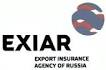 EXIAR
EXPORT INSURANCE
AGENCY OF RUSSIA